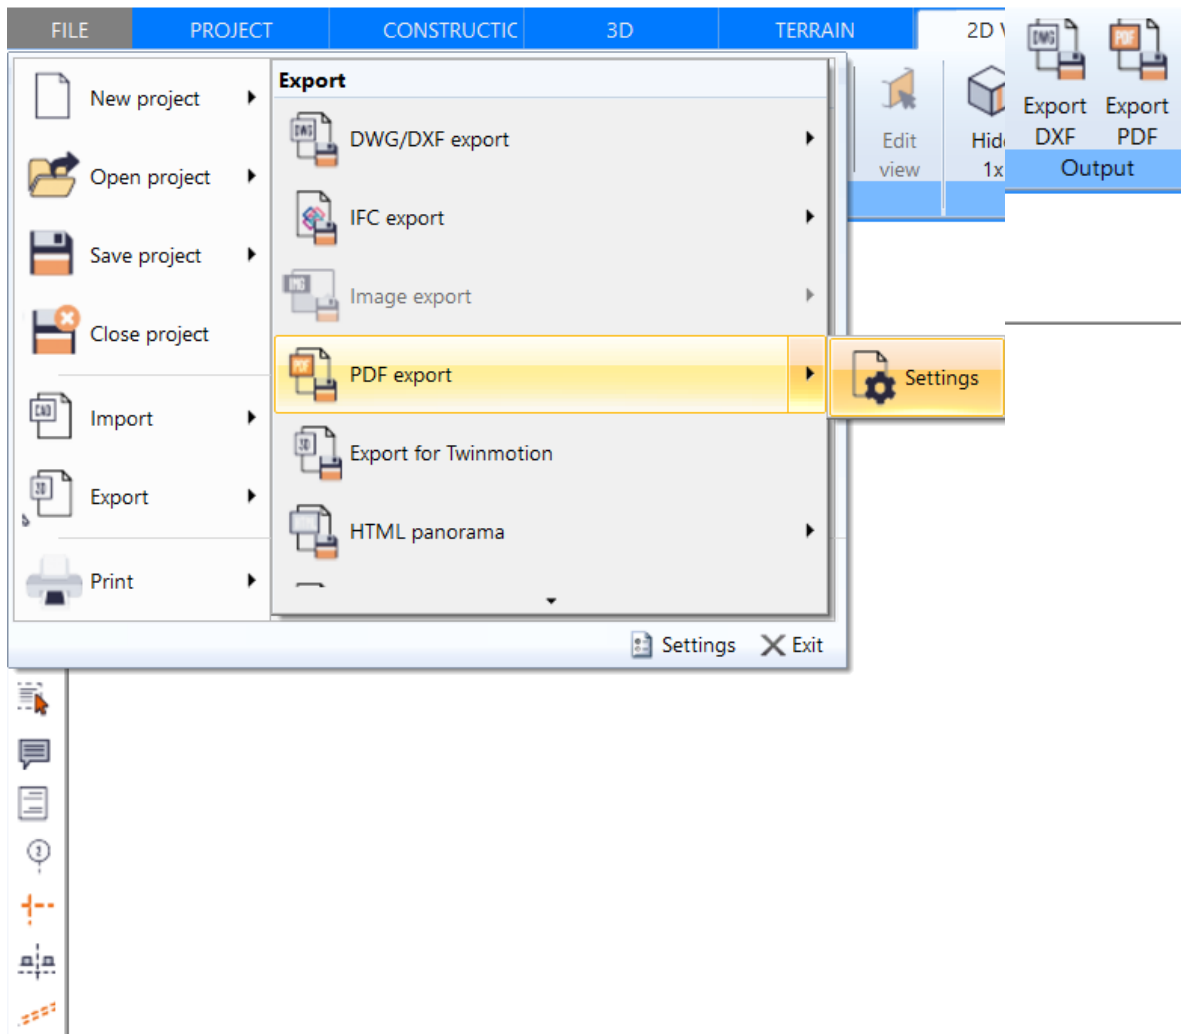 FILE
PROJECT
CONSTRUCTIC
3D
TERRAIN
2D
New project
Open project
Save project
Close project
Import
Export
Print
Export
DWG/DXF export
IFC export
Image export
PDF export
Export for Twinmotion
HTML panorama
Settings
Edit
view
Hid
1x
DWG
Export
DXF
PDF
Export
PDF
Output
Settings
Exit